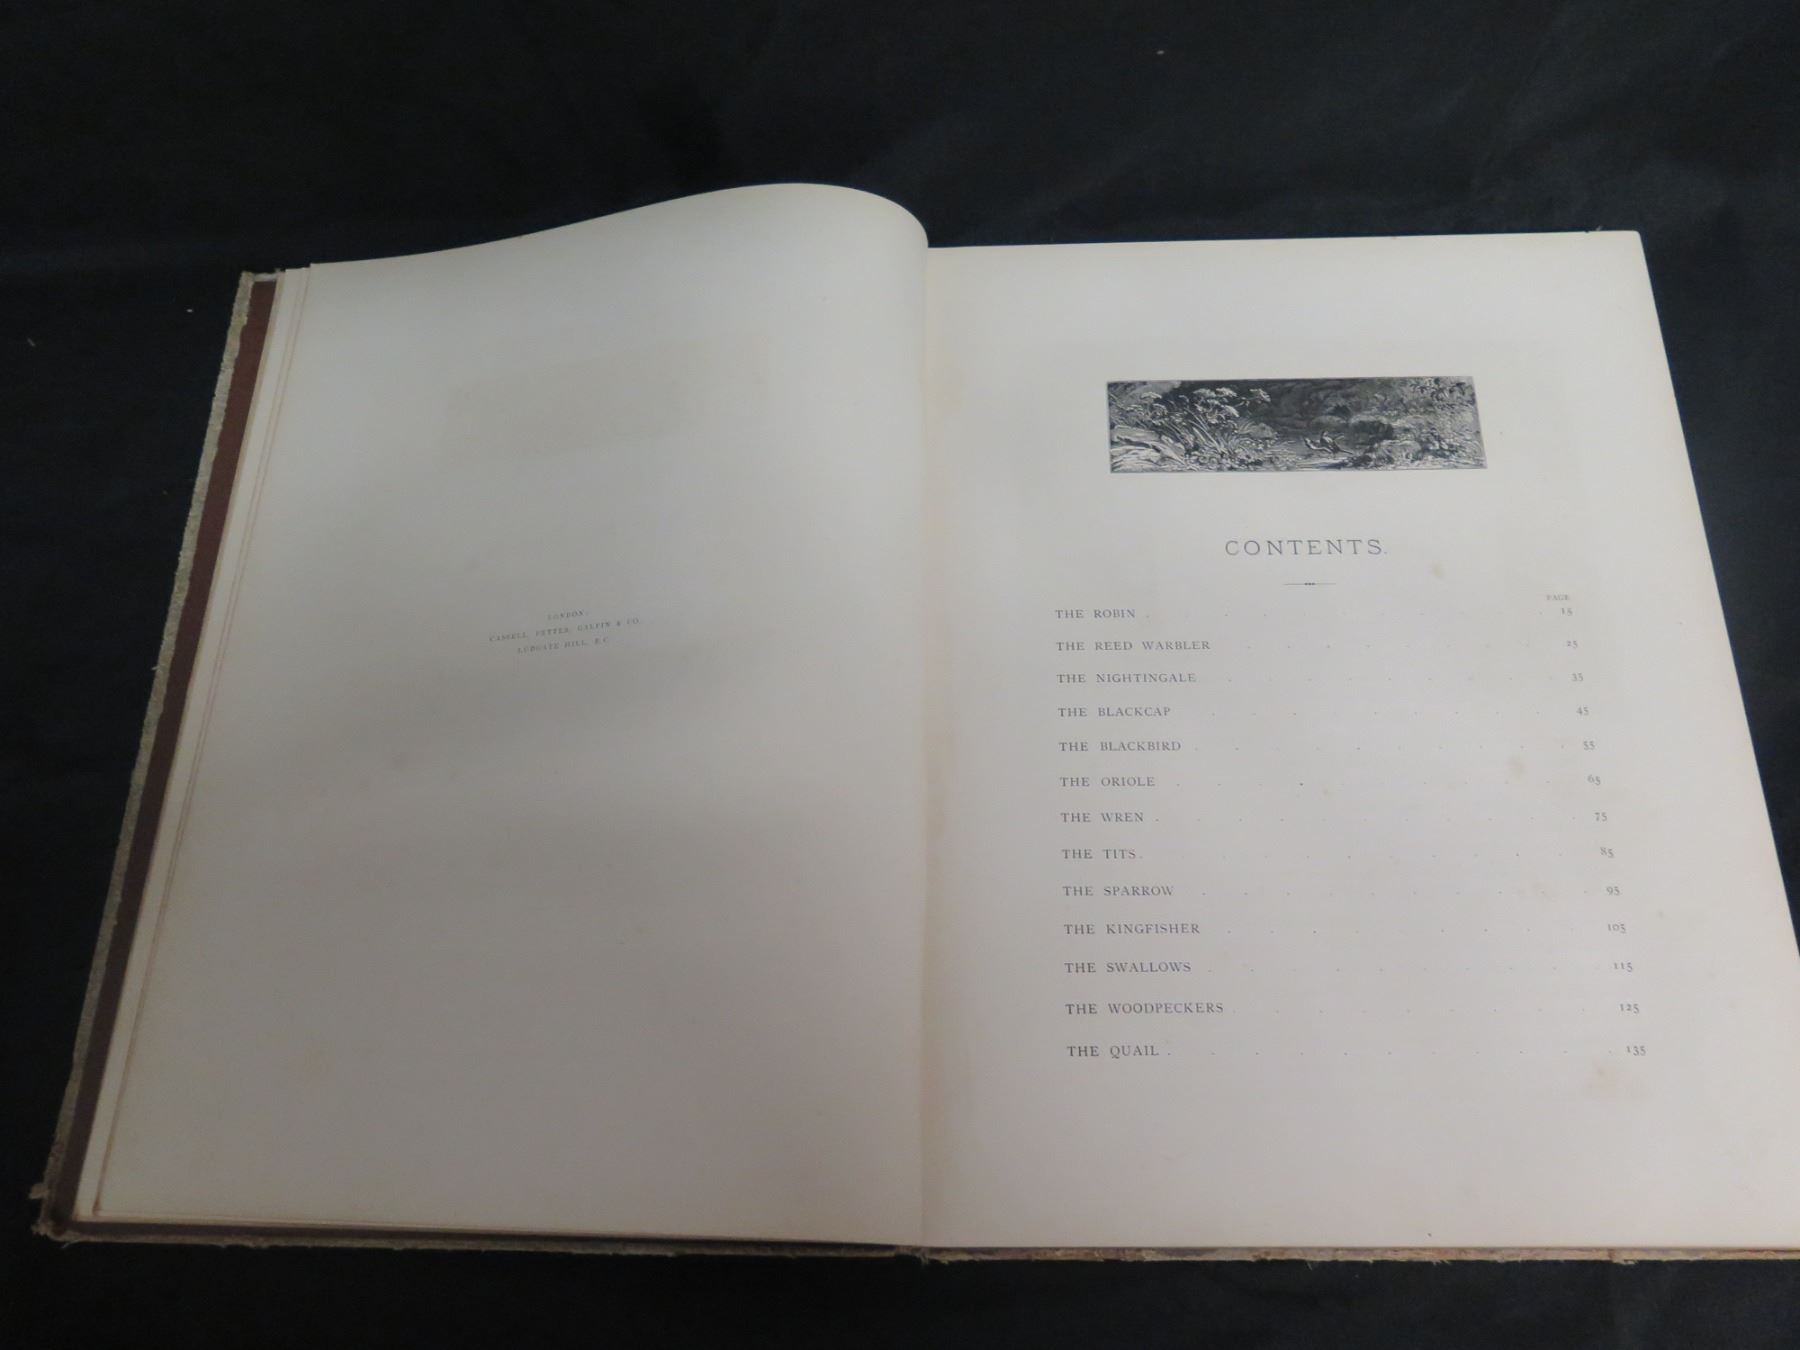 LONDON:
CASSELL, PETTER, GALPIN & CO.
LUDGATE HILL, E.C.
CONTENTS.
PAGE
THE ROBIN . . . . . . . . . . 15
THE REED WARBLER . . . . . . . . 25
THE NIGHTINGALE . . . . . . . . 35
THE BLACKCAP . . . . . . . . . 45
THE BLACKBIRD . . . . . . . . . 55
THE ORIOLE . . . . . . . . . . 65
THE WREN . . . . . . . . . . 75
THE TITS . . . . . . . . . . 85
THE SPARROW . . . . . . . . . 95
THE KINGFISHER . . . . . . . . . 105
THE SWALLOWS . . . . . . . . . 115
THE WOODPECKERS . . . . . . . . 125
THE QUAIL . . . . . . . . . . . 135